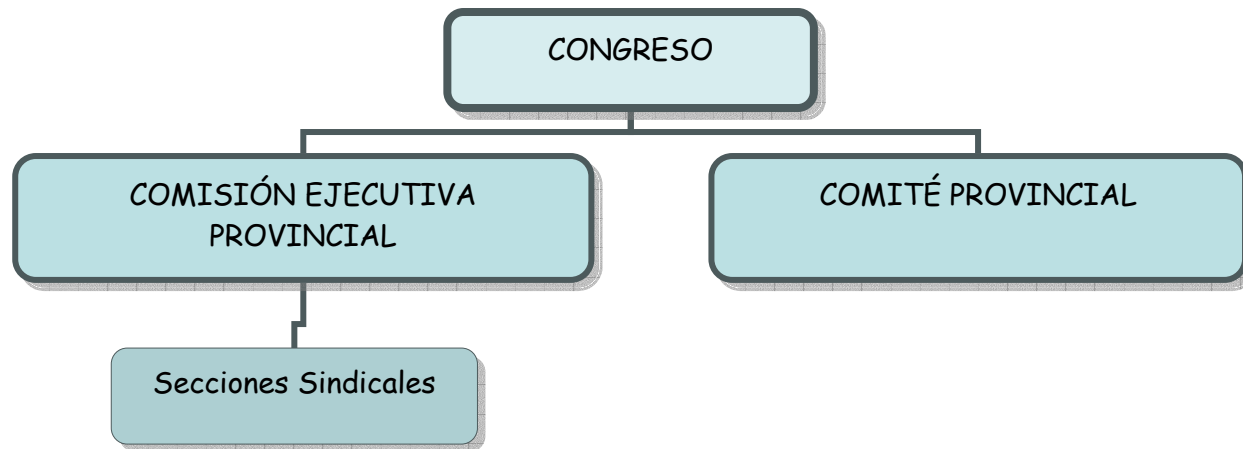 CONGRESO
COMISIÓN EJECUTIVA
PROVINCIAL
COMITÉ PROVINCIAL
Secciones Sindicales